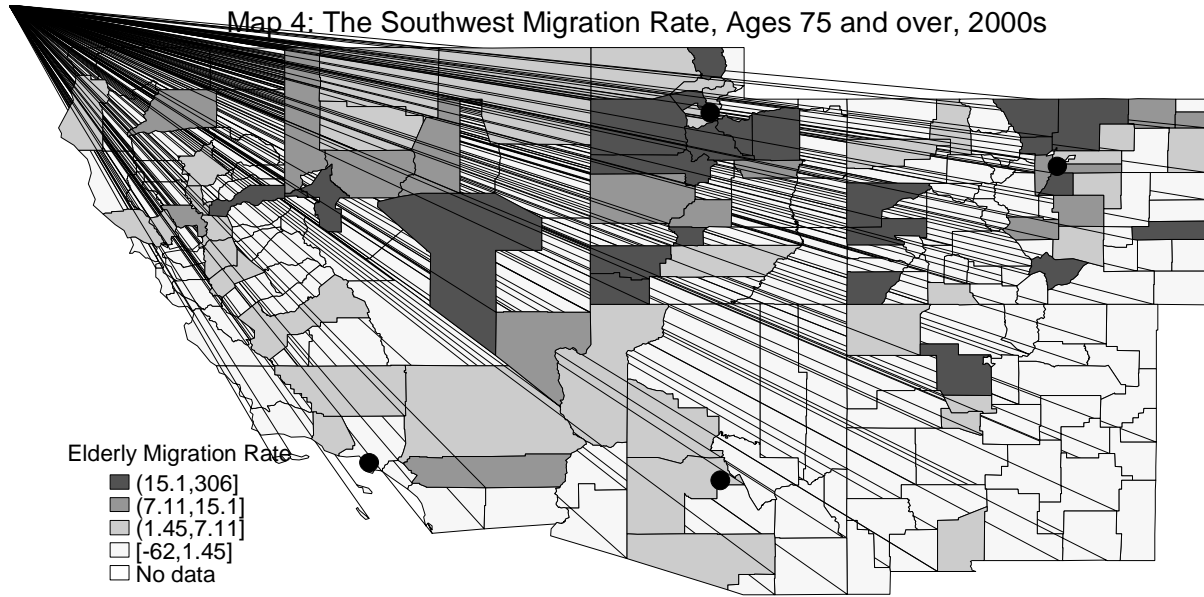 Map 4: The Southwest Migration Rate, Ages 75 and over, 2000s
Elderly Migration Rate
(15.1,306]
(7.11,15.1]
(1.45,7.11]
[-62,1.45]
No data